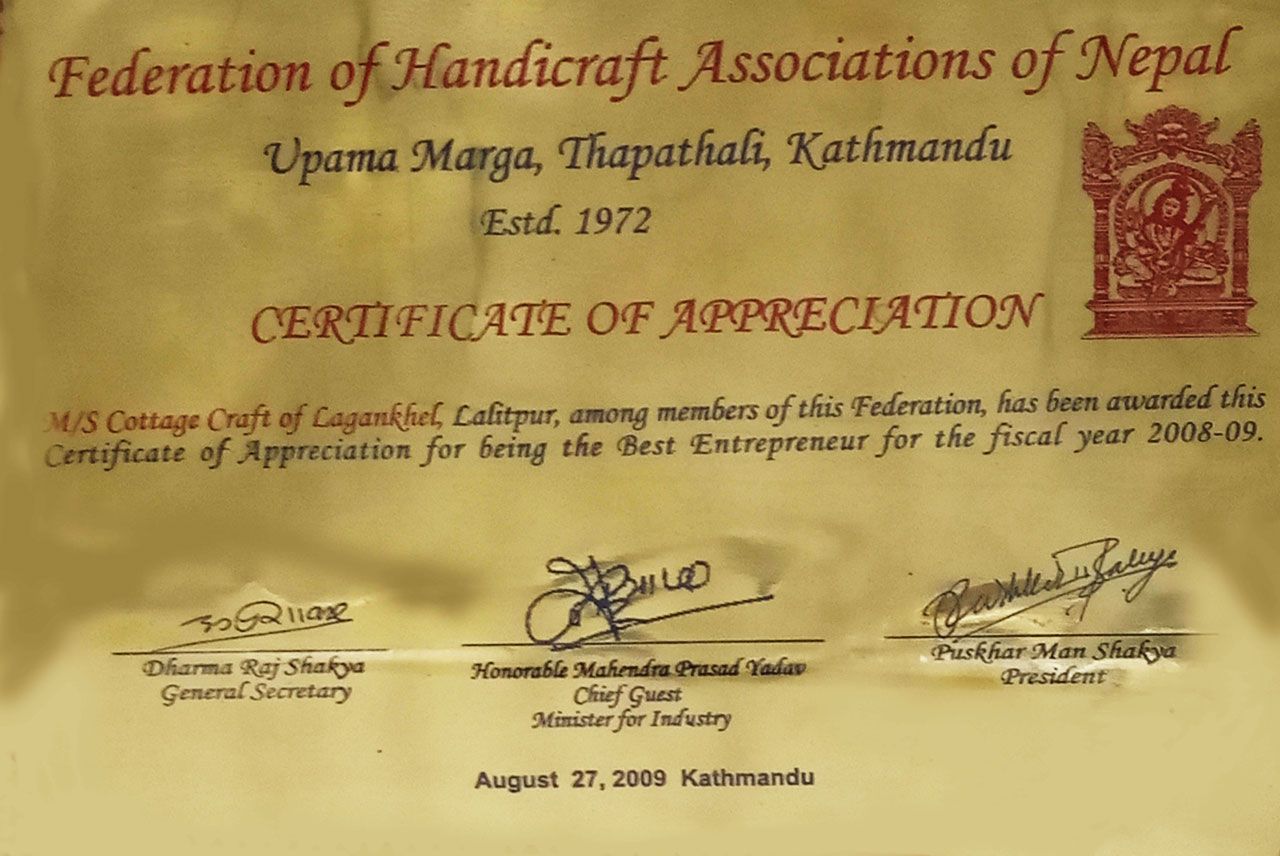 Federation of Handicraft Associations of Nepal
Upama Marga, Thapathali, Kathmandu
Estd. 1972
CERTIFICATE OF APPRECIATION
M/S Cottage Craft of Lagankhel, Lalitpur, among members of this Federation, has been awarded this
Certificate of Appreciation for being the Best Entrepreneur for the fiscal year 2008-09.
Dharma Raj Shakya
General Secretary
Honorable Mahendra Prasad Yadav
Chief Guest
Minister for Industry
Puskhar Man Shakya
President
August 27, 2009 Kathmandu